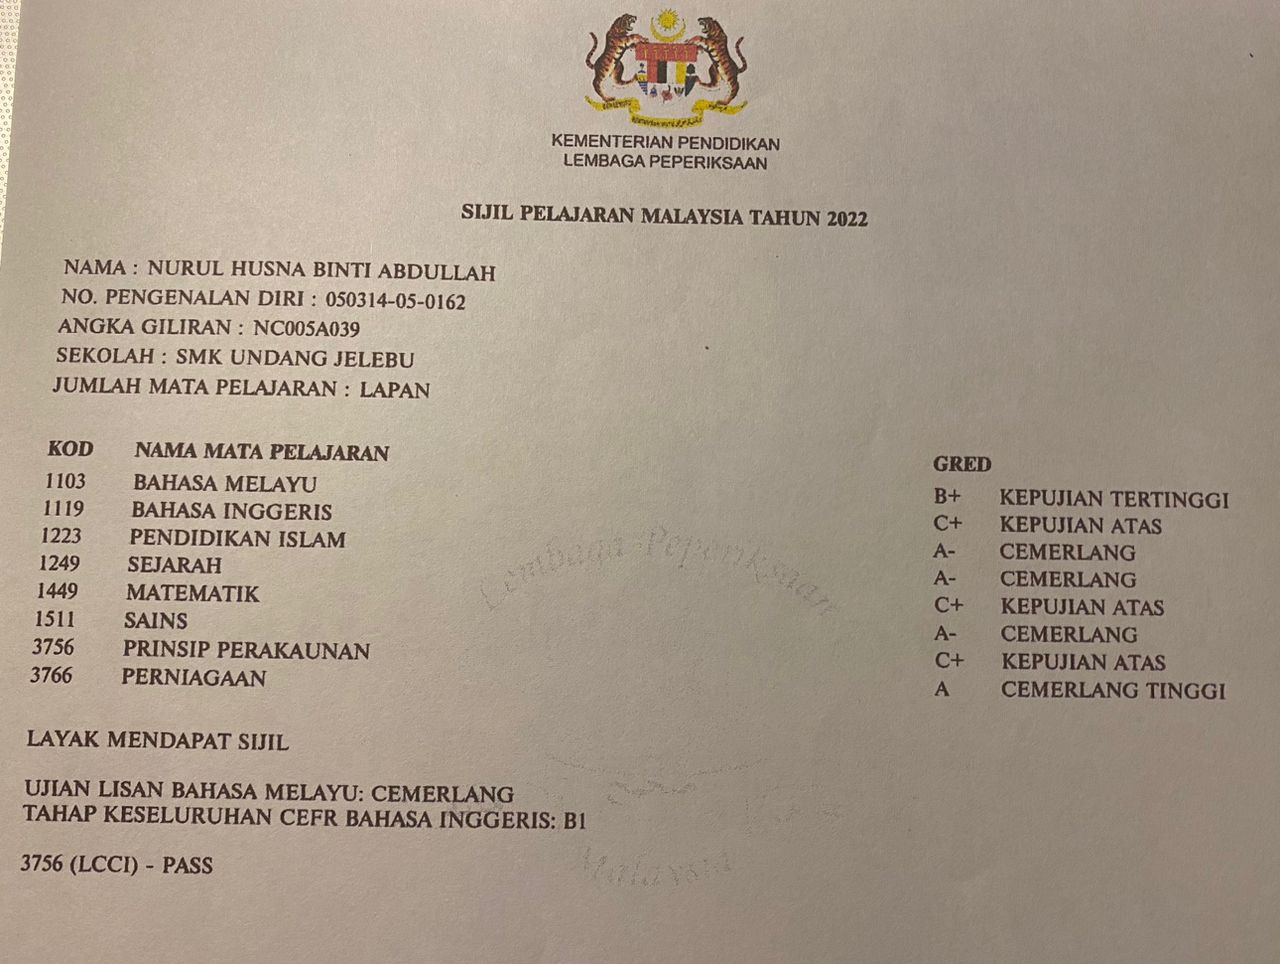 KEMENTERIAN PENDIDIKAN
LEMBAGA PEPERIKSAAN
SIJIL PELAJARAN MALAYSIA TAHUN 2022
NAMA : NURUL HUSNA BINTI ABDULLAH
NO. PENGENALAN DIRI : 050314-05-0162
ANGKA GILIRAN : NC005A039
SEKOLAH : SMK UNDANG JELEBU
JUMLAH MATA PELAJARAN : LAPAN
KOD NAMA MATA PELAJARAN GRED
1103 BAHASA MELAYU B+ KEPUJIAN TERTINGGI
1119 BAHASA INGGERIS C+ KEPUJIAN ATAS
1223 PENDIDIKAN ISLAM A- CEMERLANG
1249 SEJARAH A- CEMERLANG
1449 MATEMATIK C+ KEPUJIAN ATAS
1511 SAINS A- CEMERLANG
3756 PRINSIP PERAKAUNAN C+ KEPUJIAN ATAS
3766 PERNIAGAAN A CEMERLANG TINGGI
Lembaga Peperiksaan
Malaysia
LAYAK MENDAPAT SIJIL
UJIAN LISAN BAHASA MELAYU: CEMERLANG
TAHAP KESELURUHAN CEFR BAHASA INGGERIS: B1
3756 (LCCI) - PASS